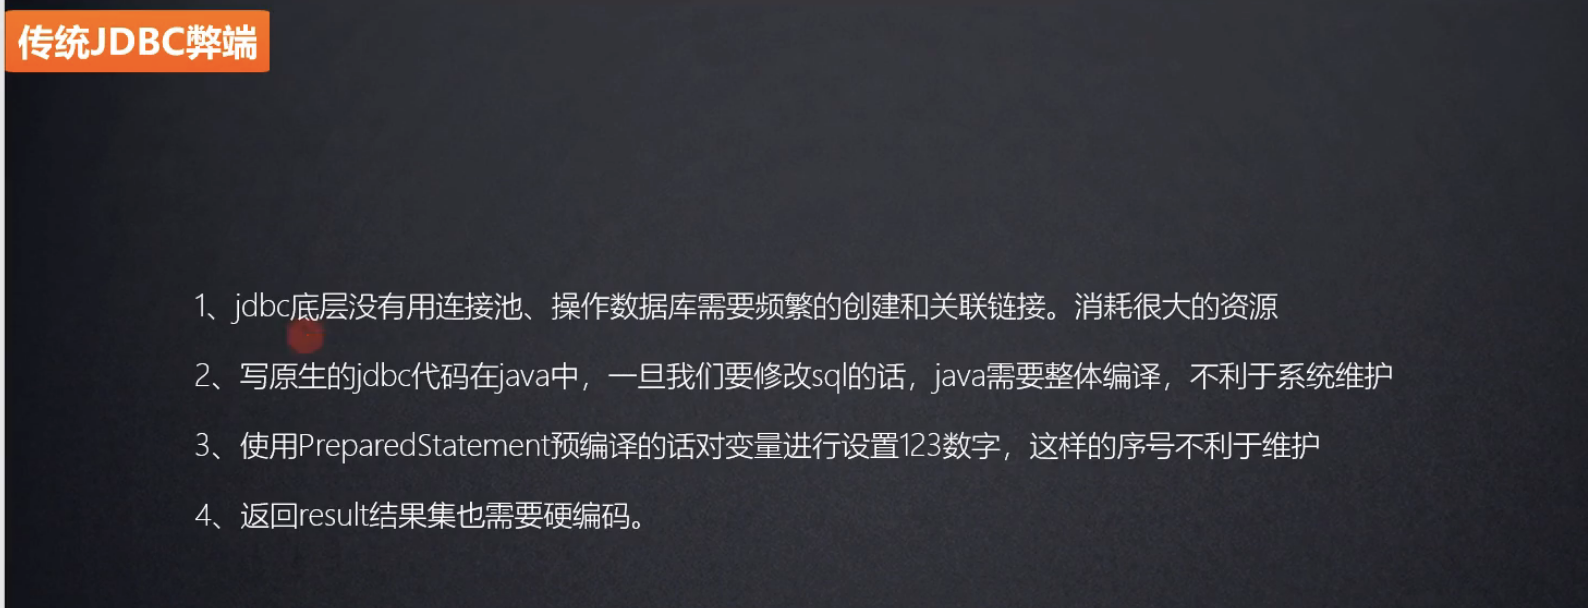 传统JDBC弊端
1、jdbc底层没有用连接池、操作数据库需要频繁的创建和关联链接。消耗很大的资源
2、写原生的jdbc代码在java中，一旦我们要修改sql的话，java需要整体编译，不利于系统维护
3、使用PreparedStatement预编译的话对变量进行设置123数字，这样的序号不利于维护
4、返回result结果集也需要硬编码。